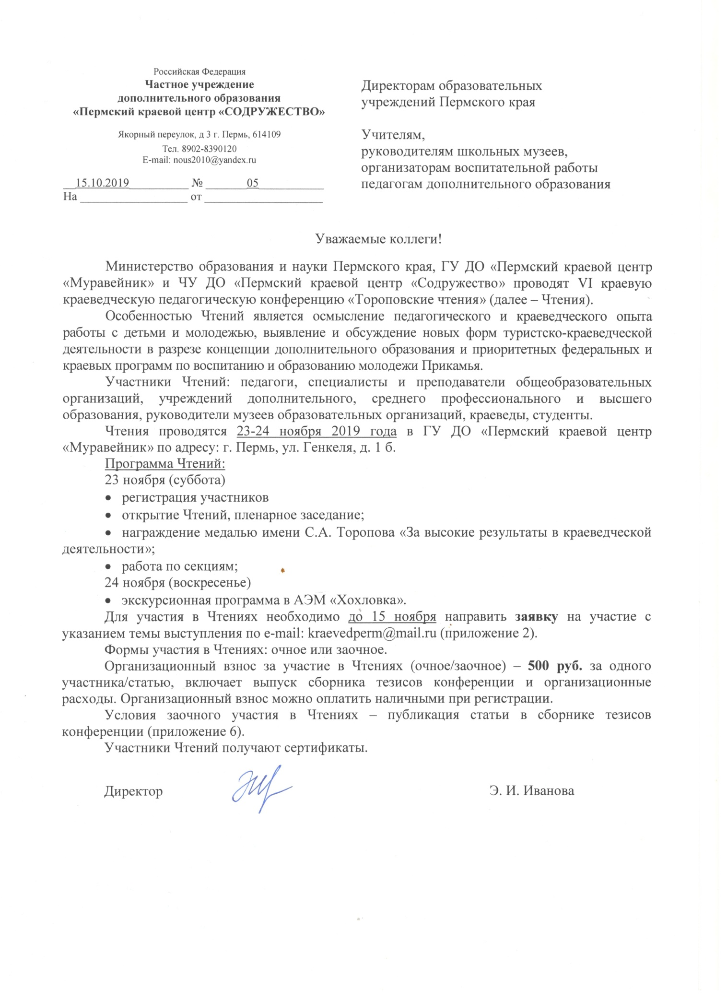 Российская Федерация
Частное учреждение
дополнительного образования
«Пермский краевой центр «СОДРУЖЕСТВО»
Якорный переулок, д 3 г. Пермь, 614109
Тел. 8902-8390120
E-mail: nous2010@yandex.ru
__15.10.2019__________ № _______05___________
На __________________ от ____________________
Директорам образовательных
учреждений Пермского края
Учителям,
руководителям школьных музеев,
организаторам воспитательной работы
педагогам дополнительного образования
Уважаемые коллеги!
Министерство образования и науки Пермского края, ГУ ДО «Пермский краевой центр
«Муравейник» и ЧУ ДО «Пермский краевой центр «Содружество» проводят VI краевую
краеведческую педагогическую конференцию «Тороповские чтения» (далее – Чтения).
Особенностью Чтений является осмысление педагогического и краеведческого опыта
работы с детьми и молодежью, выявление и обсуждение новых форм туристско-краеведческой
деятельности в разрезе концепции дополнительного образования и приоритетных федеральных и
краевых программ по воспитанию и образованию молодежи Прикамья.
Участники Чтений: педагоги, специалисты и преподаватели общеобразовательных
организаций, учреждений дополнительного, среднего профессионального и высшего
образования, руководители музеев образовательных организаций, краеведы, студенты.
Чтения проводятся 23-24 ноября 2019 года в ГУ ДО «Пермский краевой центр
«Муравейник» по адресу: г. Пермь, ул. Генкеля, д. 1 б.
Программа Чтений:
23 ноября (суббота)
• регистрация участников
• открытие Чтений, пленарное заседание;
• награждение медалью имени С.А. Торопова «За высокие результаты в краеведческой
деятельности»;
• работа по секциям;
24 ноября (воскресенье)
• экскурсионная программа в АЭМ «Хохловка».
Для участия в Чтениях необходимо до 15 ноября направить заявку на участие с
указанием темы выступления по e-mail: kraevedperm@mail.ru (приложение 2).
Формы участия в Чтениях: очное или заочное.
Организационный взнос за участие в Чтениях (очное/заочное) – 500 руб. за одного
участника/статью, включает выпуск сборника тезисов конференции и организационные
расходы. Организационный взнос можно оплатить наличными при регистрации.
Условия заочного участия в Чтениях – публикация статьи в сборнике тезисов
конференции (приложение 6).
Участники Чтений получают сертификаты.
Директор Э. И. Иванова